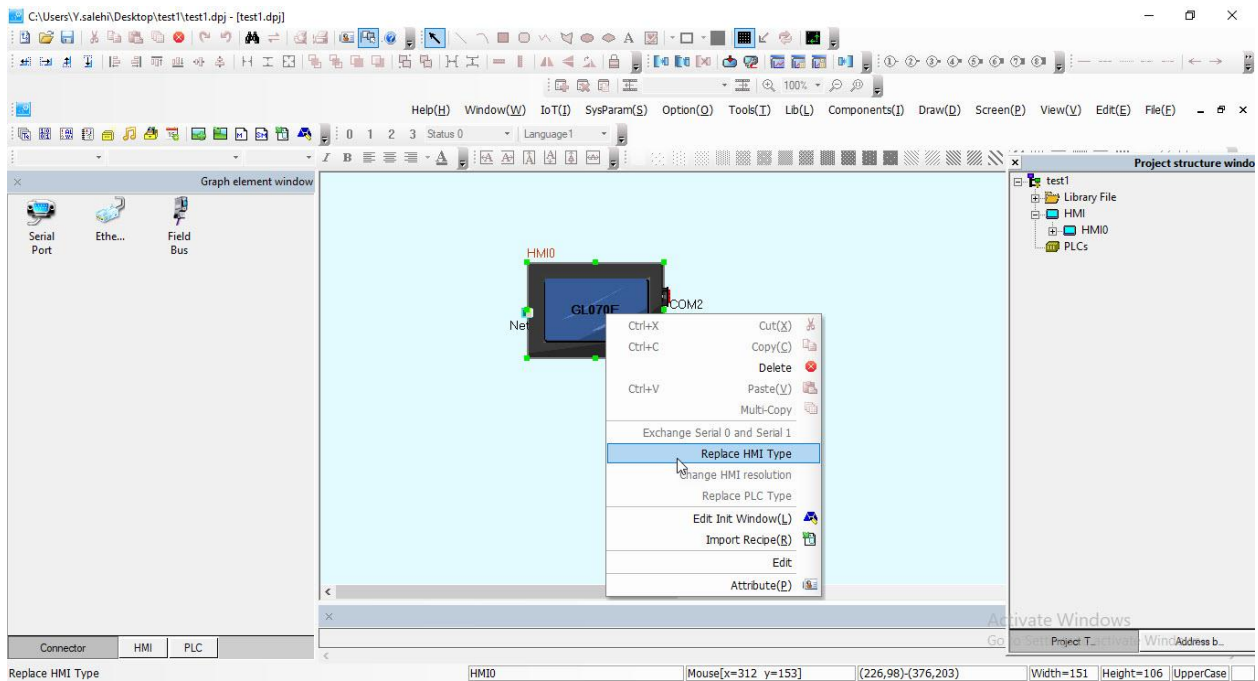 C:\Users\Y.salehi\Desktop\test1\test1.dpj - [test1.dpj]
100%
Help(H) Window(W) IoT(I) SysParam(S) Option(O) Tools(T) Lib(L) Components(I) Draw(D) Screen(P) View(V) Edit(E) File(F)
0 1 2 3 Status 0 Language1
Graph element window
Project structure windo
Serial Port
Ethe...
Field Bus
test1
Library File
HMI
HMI0
PLCs
HMI0
GL070E
COM2
Net
Ctrl+X Cut(X)
Ctrl+C Copy(C)
Delete
Ctrl+V Paste(V)
Multi-Copy
Exchange Serial 0 and Serial 1
Replace HMI Type
Change HMI resolution
Replace PLC Type
Edit Init Window(L)
Import Recipe(R)
Edit
Attribute(P)
Activate Windows
Connector HMI PLC
Project T... Address b...
Replace HMI Type HMI0 Mouse[x=312 y=153] (226,98)-(376,203) Width=151 Height=106 UpperCase